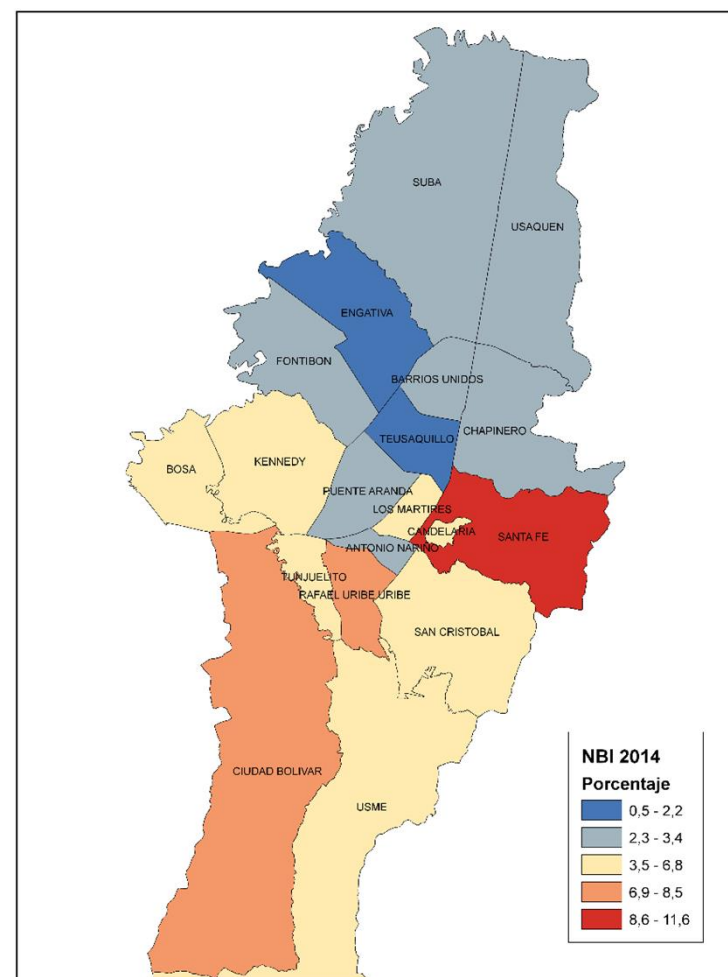 SUBA
USAQUEN
ENGATIVA
FONTIBON
BARRIOS UNIDOS
CHAPINERO
TEUSAQUILLO
BOSA
KENNEDY
PUENTE ARANDA
LOS MARTIRES
CANDELARIA
SANTA FE
ANTONIO NARIÑO
TUNJUELITO
RAFAEL URIBE URIBE
SAN CRISTOBAL
CIUDAD BOLIVAR
USME
NBI 2014
Porcentaje
0,5 - 2,2
2,3 - 3,4
3,5 - 6,8
6,9 - 8,5
8,6 - 11,6